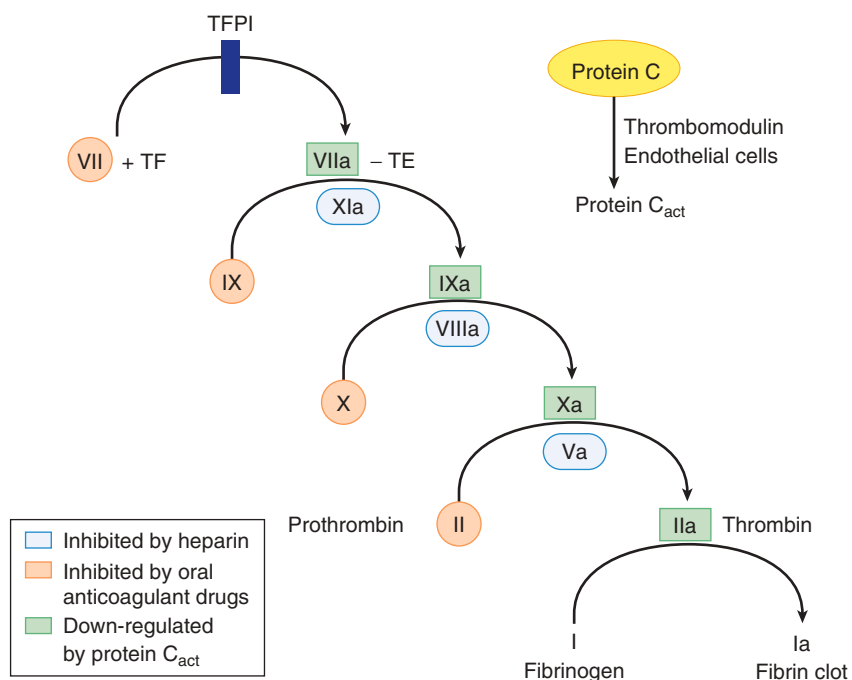 TFPI
Protein C
Thrombomodulin
Endothelial cells
Protein Cact
VII + TF
VIIa – TE
XIa
IX
IXa
VIIIa
X
Xa
Va
Prothrombin II
IIa Thrombin
I
Fibrinogen
Ia
Fibrin clot
Inhibited by heparin
Inhibited by oral
anticoagulant drugs
Down-regulated
by protein Cact